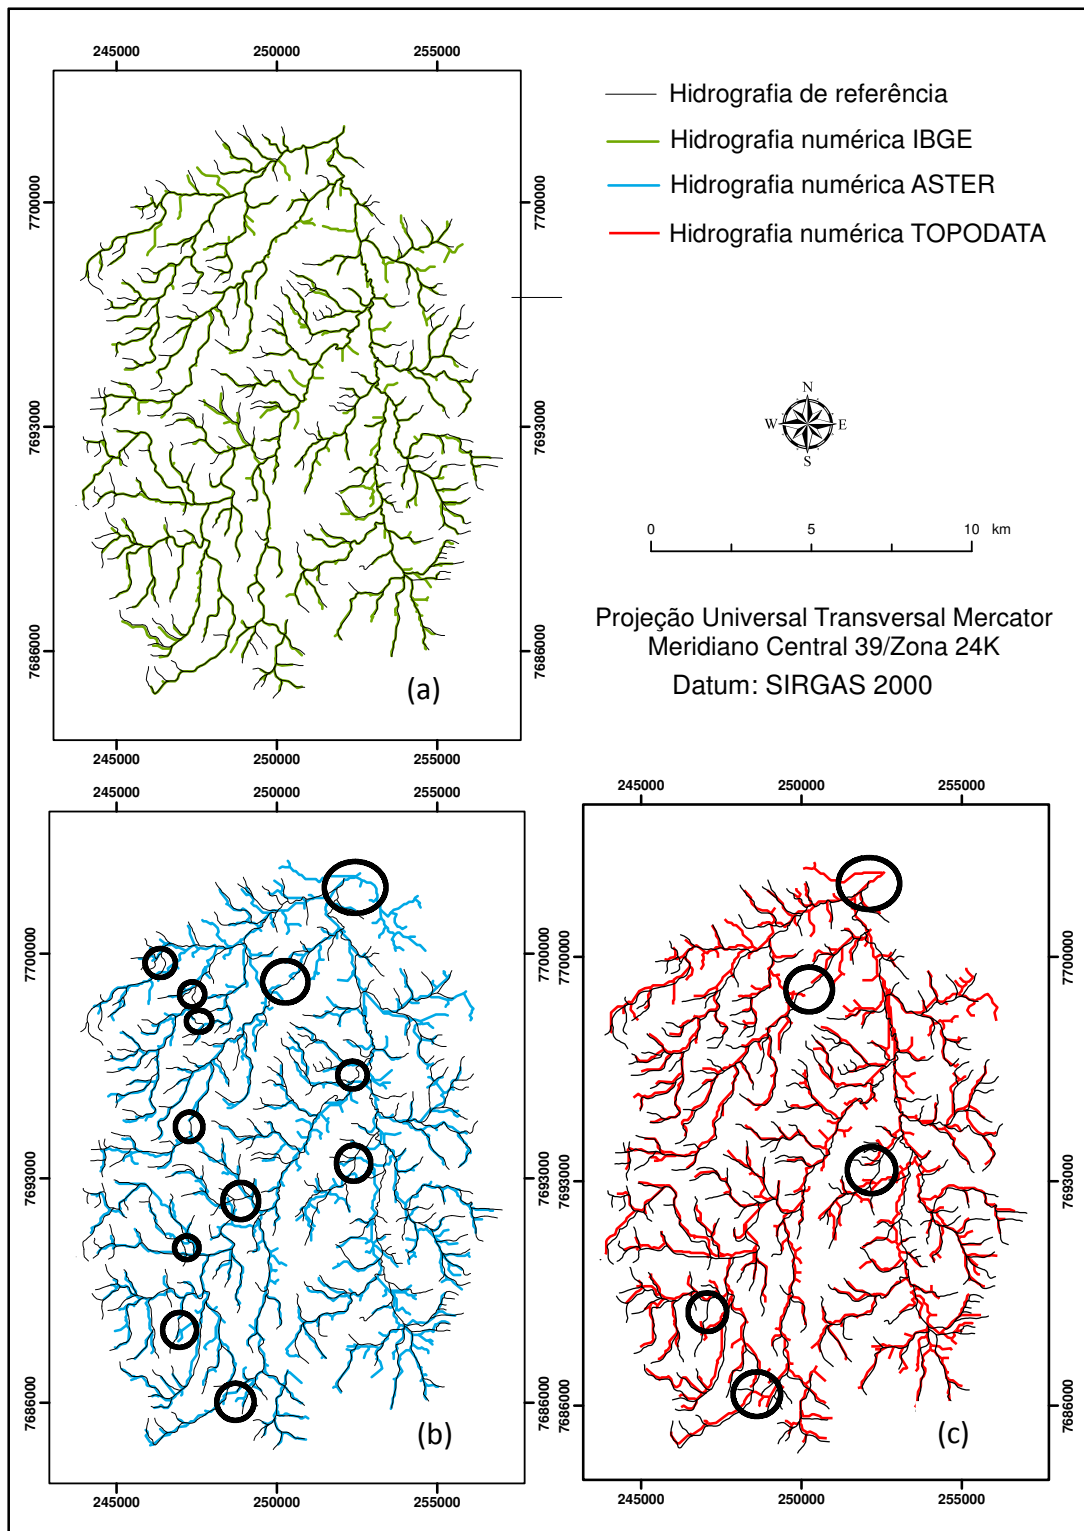 245000 250000 255000
7700000
7693000
7686000
7700000
7693000
7686000
(a)
245000 250000 255000
Hidrografia de referência
Hidrografia numérica IBGE
Hidrografia numérica ASTER
Hidrografia numérica TOPODATA
N
W E
S
0 5 10 km
Projeção Universal Transversal Mercator
Meridiano Central 39/Zona 24K
Datum: SIRGAS 2000
245000 250000 255000
7700000
7693000
7686000
7700000
7693000
7686000
(b)
245000 250000 255000
245000 250000 255000
7700000
7693000
7686000
(c)
245000 250000 255000